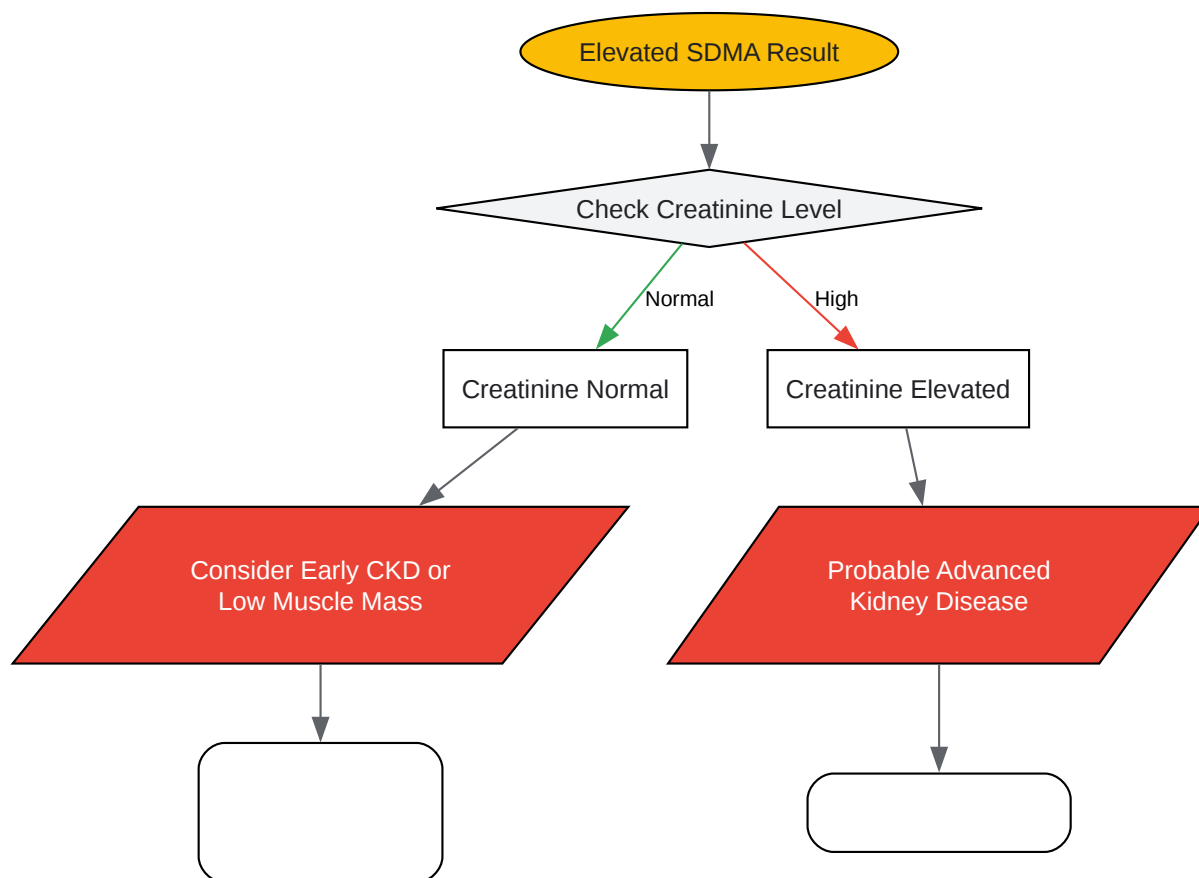 Elevated SDMA Result
Check Creatinine Level
Normal
High
Creatinine Normal
Creatinine Elevated
Consider Early CKD or
Low Muscle Mass
Probable Advanced
Kidney Disease